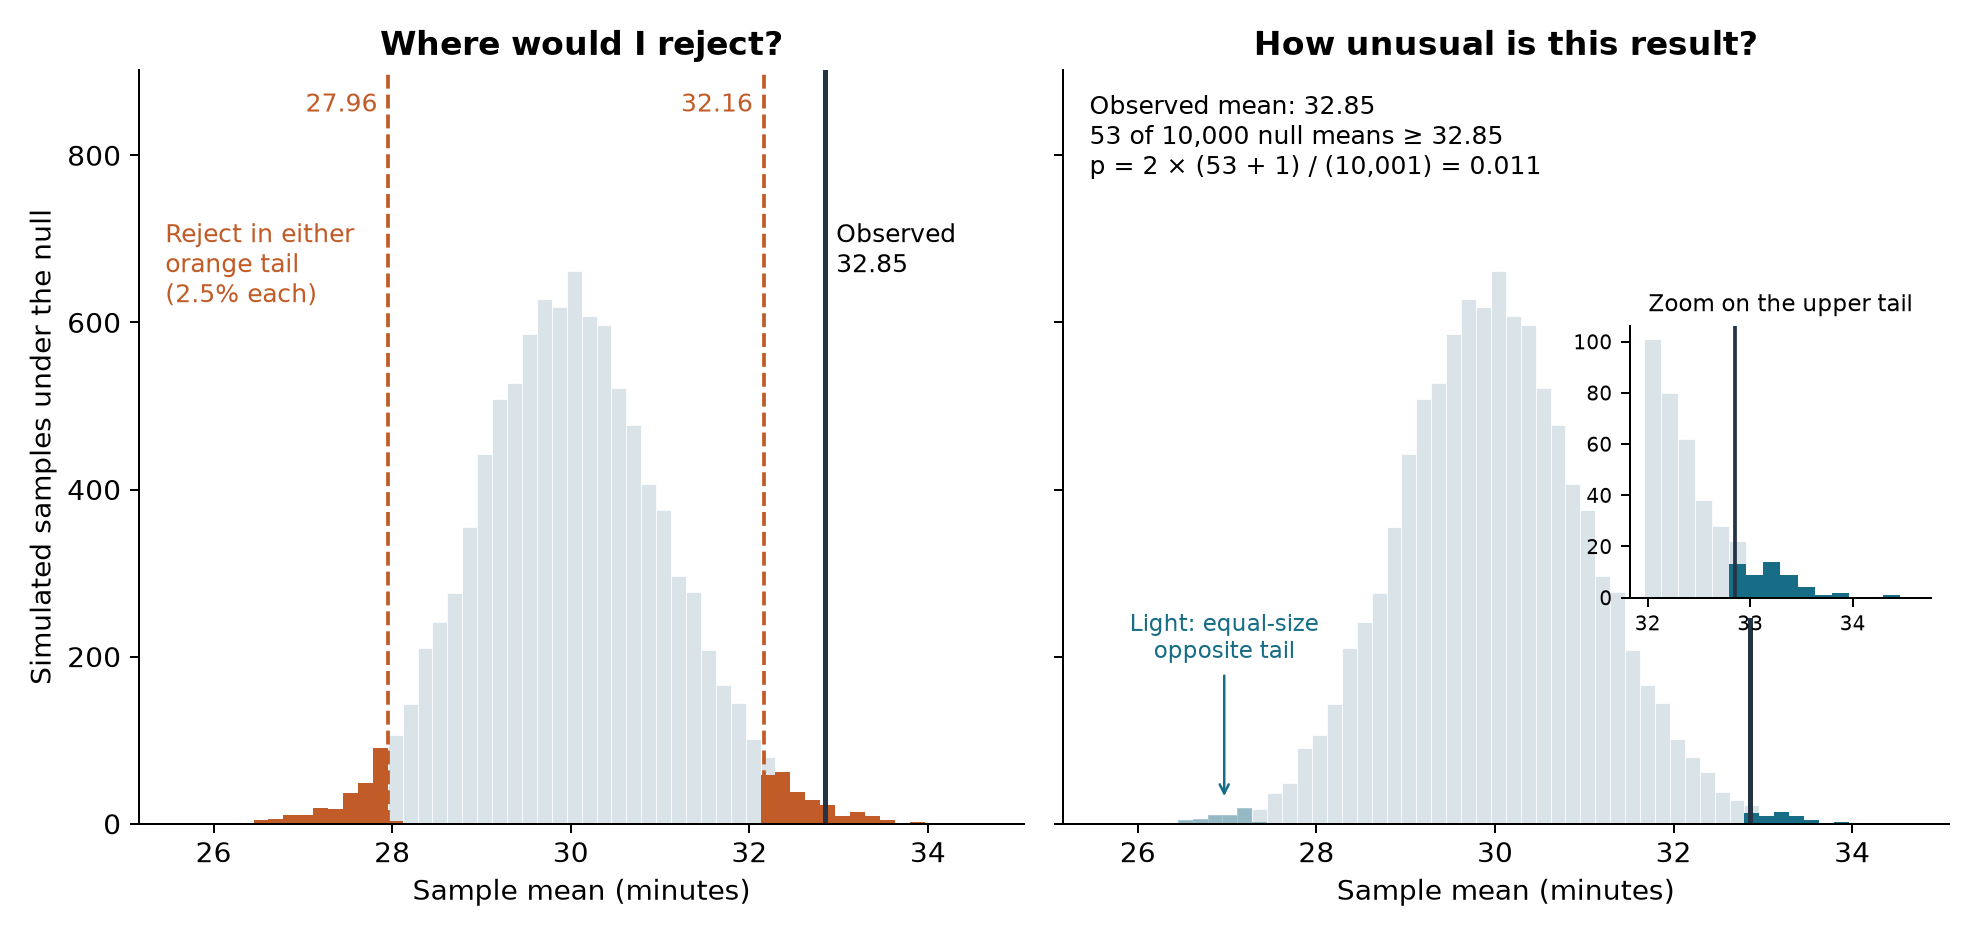 Where would I reject?
27.96
32.16
Reject in either
orange tail
(2.5% each)
Observed
32.85
Simulated samples under the null
800
600
400
200
0
26
28
30
32
34
Sample mean (minutes)
How unusual is this result?
Observed mean: 32.85
53 of 10,000 null means ≥ 32.85
p = 2 × (53 + 1) / (10,001) = 0.011
Zoom on the upper tail
100
80
60
40
20
0
32
33
34
Light: equal-size
opposite tail
26
28
30
32
34
Sample mean (minutes)